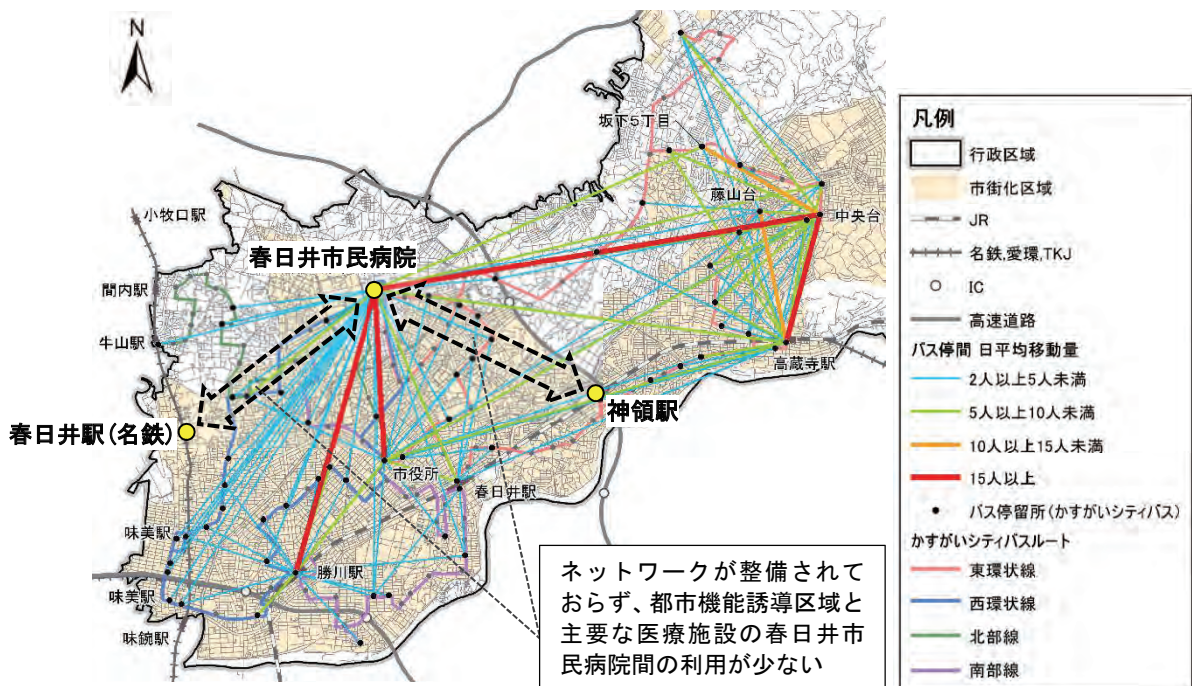 N
坂下5丁目
小牧口駅
藤山台
中央台
春日井市民病院
間内駅
牛山駅
高蔵寺駅
神領駅
春日井駅(名鉄)
市役所
春日井駅
味美駅
勝川駅
味美駅
味鋺駅
ネットワークが整備されて
おらず、都市機能誘導区域と
主要な医療施設の春日井市
民病院間の利用が少ない
凡例
行政区域
市街化区域
JR
名鉄,愛環,TKJ
IC
高速道路
バス停間 日平均移動量
2人以上5人未満
5人以上10人未満
10人以上15人未満
15人以上
バス停留所(かすがいシティバス)
かすがいシティバスルート
東環状線
西環状線
北部線
南部線